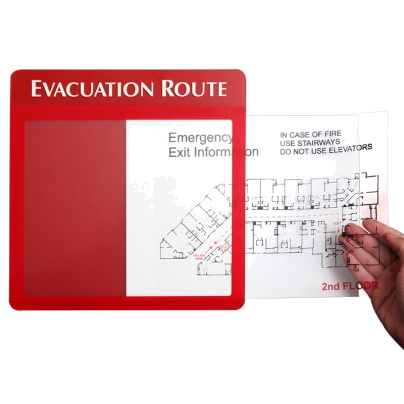 EVACUATION ROUTE
Emergency
Exit Information
IN CASE OF FIRE
USE STAIRWAYS
DO NOT USE ELEVATORS
2nd FLOOR